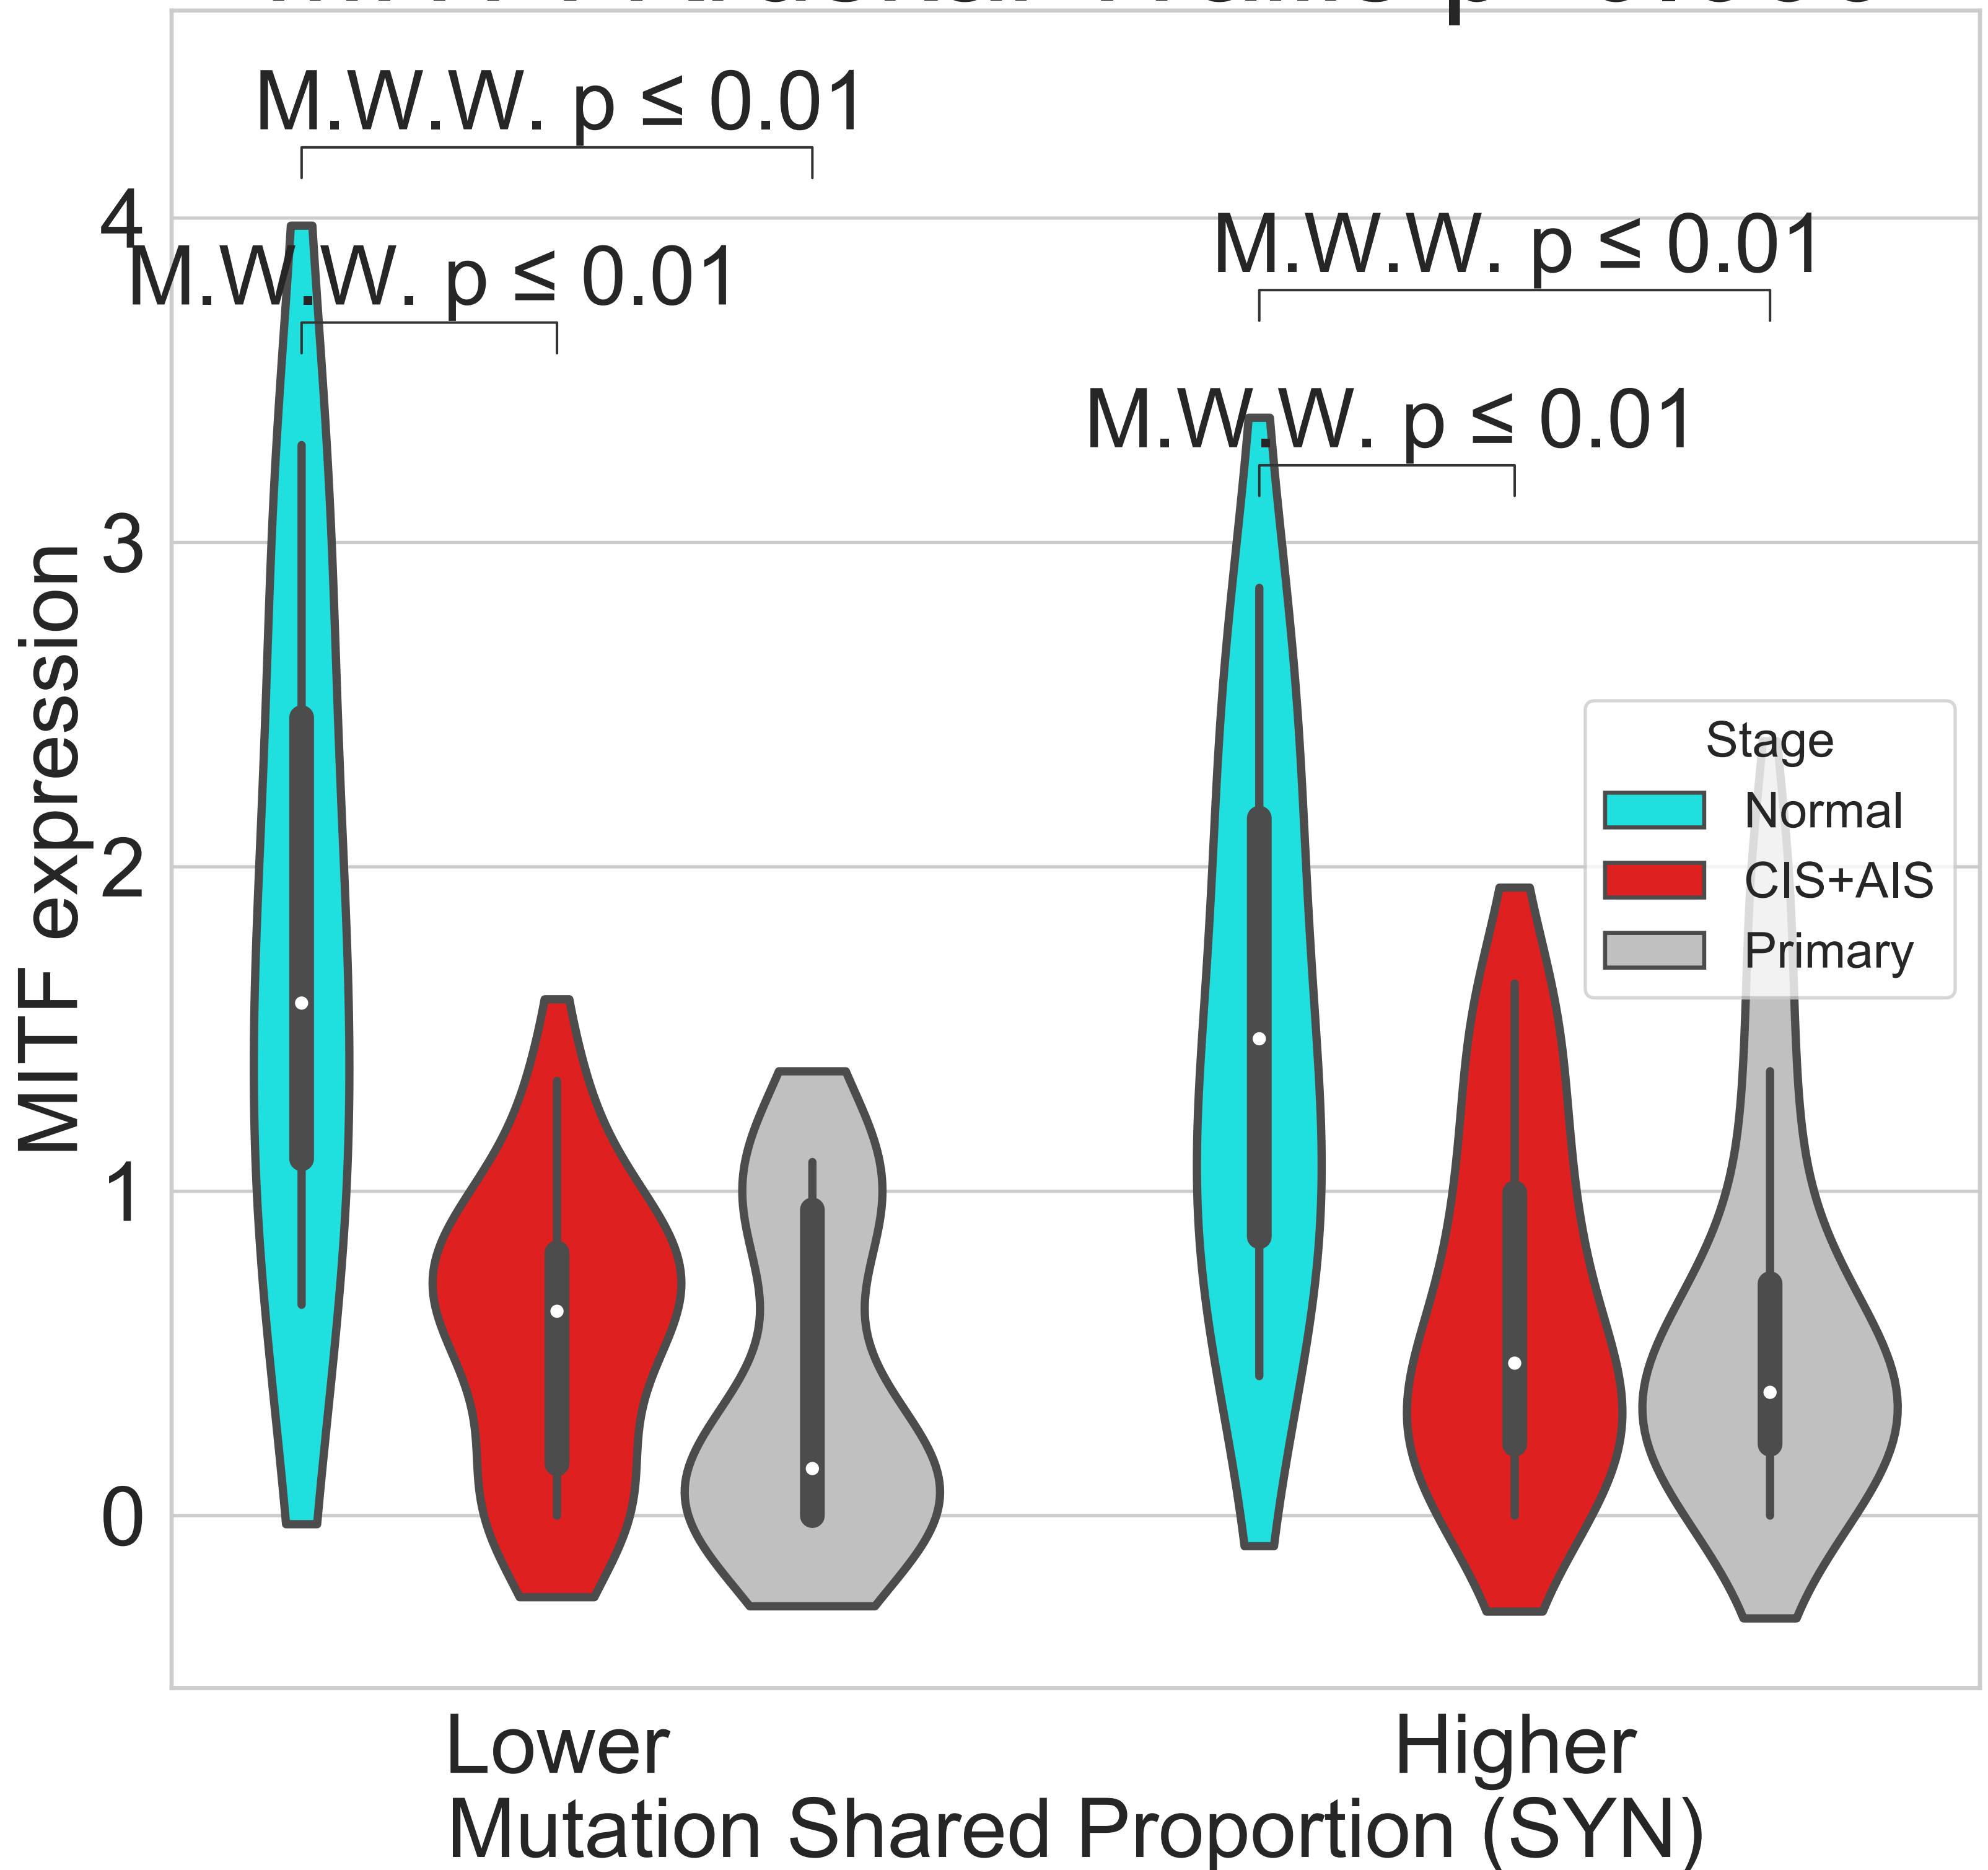 M.W.W. p ≤ 0.01
4
M.W.W. p ≤ 0.01
M.W.W. p ≤ 0.01
M.W.W. p ≤ 0.01
3
2
1
0
MITF expression
Stage
Normal
CIS+AIS
Primary
Lower
Higher
Mutation Shared Proportion (SYN)